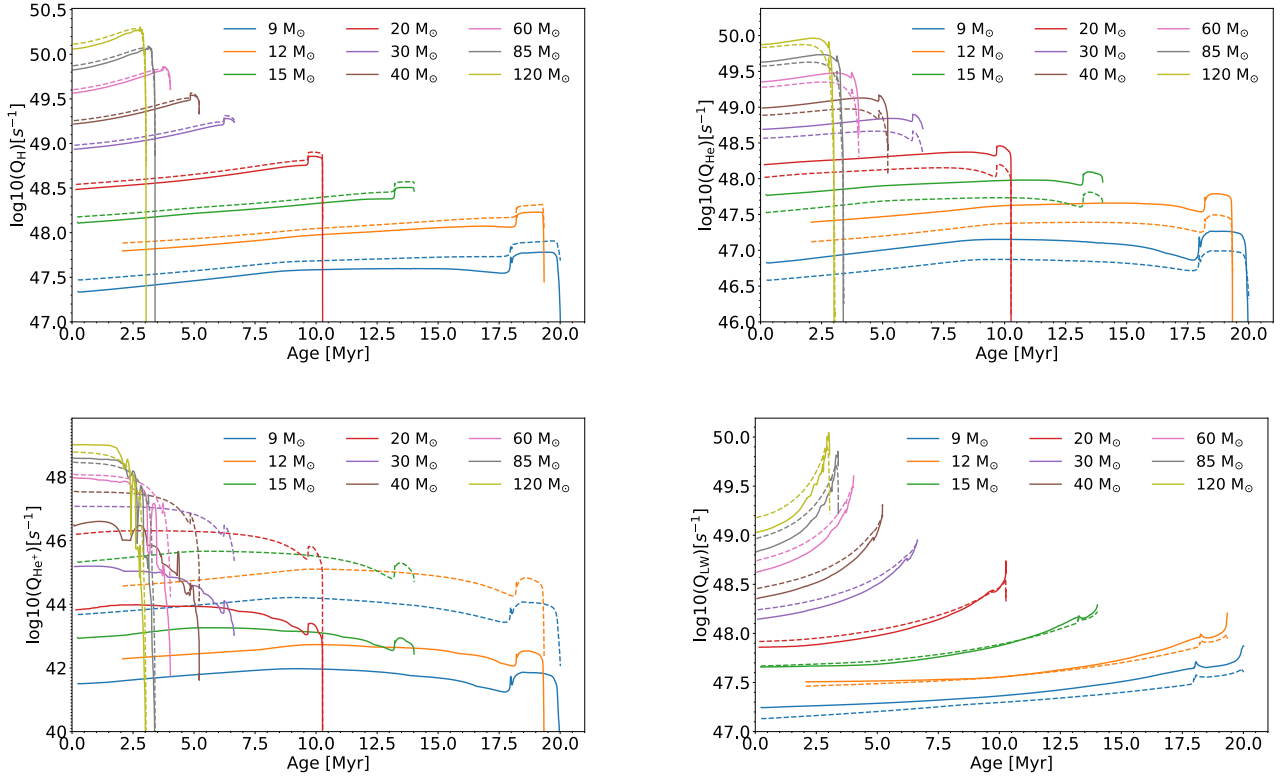 log10(Q_H)[s⁻¹]
50.5
50.0
49.5
49.0
48.5
48.0
47.5
47.0
9 M⊙ 20 M⊙ 60 M⊙
12 M⊙ 30 M⊙ 85 M⊙
15 M⊙ 40 M⊙ 120 M⊙
0.0 2.5 5.0 7.5 10.0 12.5 15.0 17.5 20.0
Age [Myr]
log10(Q_He)[s⁻¹]
50.0
49.5
49.0
48.5
48.0
47.5
47.0
46.5
46.0
9 M⊙ 20 M⊙ 60 M⊙
12 M⊙ 30 M⊙ 85 M⊙
15 M⊙ 40 M⊙ 120 M⊙
0.0 2.5 5.0 7.5 10.0 12.5 15.0 17.5 20.0
Age [Myr]
log10(Q_He⁺)[s⁻¹]
48
46
44
42
40
9 M⊙ 20 M⊙ 60 M⊙
12 M⊙ 30 M⊙ 85 M⊙
15 M⊙ 40 M⊙ 120 M⊙
0.0 2.5 5.0 7.5 10.0 12.5 15.0 17.5 20.0
Age [Myr]
log10(Q_LW)[s⁻¹]
50.0
49.5
49.0
48.5
48.0
47.5
47.0
9 M⊙ 20 M⊙ 60 M⊙
12 M⊙ 30 M⊙ 85 M⊙
15 M⊙ 40 M⊙ 120 M⊙
0.0 2.5 5.0 7.5 10.0 12.5 15.0 17.5 20.0
Age [Myr]